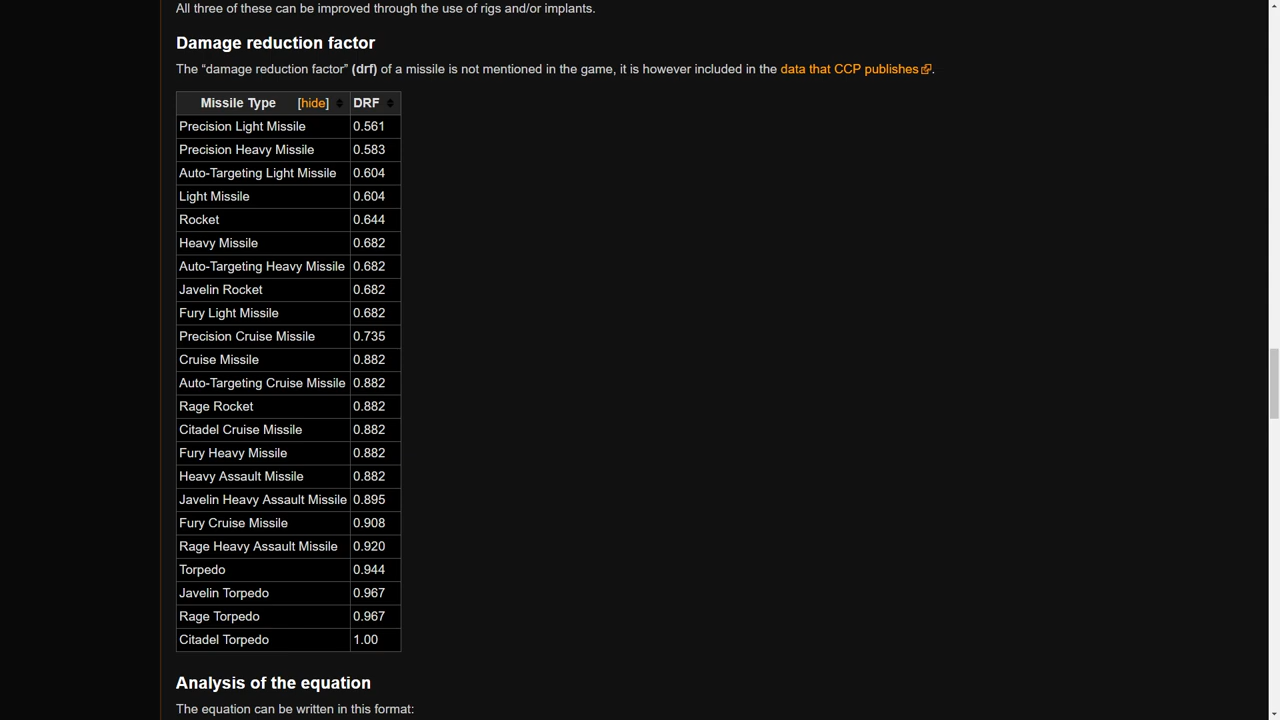 All three of these can be improved through the use of rigs and/or implants.
Damage reduction factor
The “damage reduction factor” (drf) of a missile is not mentioned in the game, it is however included in the data that CCP publishes.
Missile Type [hide] DRF
Precision Light Missile 0.561
Precision Heavy Missile 0.583
Auto-Targeting Light Missile 0.604
Light Missile 0.604
Rocket 0.644
Heavy Missile 0.682
Auto-Targeting Heavy Missile 0.682
Javelin Rocket 0.682
Fury Light Missile 0.682
Precision Cruise Missile 0.735
Cruise Missile 0.882
Auto-Targeting Cruise Missile 0.882
Rage Rocket 0.882
Citadel Cruise Missile 0.882
Fury Heavy Missile 0.882
Heavy Assault Missile 0.882
Javelin Heavy Assault Missile 0.895
Fury Cruise Missile 0.908
Rage Heavy Assault Missile 0.920
Torpedo 0.944
Javelin Torpedo 0.967
Rage Torpedo 0.967
Citadel Torpedo 1.00
Analysis of the equation
The equation can be written in this format: